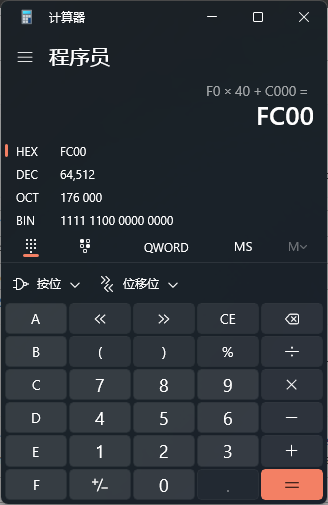 计算器
程序员
F0 × 40 + C000 =
FC00
HEX FC00
DEC 64,512
OCT 176 000
BIN 1111 1100 0000 0000
QWORD MS M
按位 位移位
A << >> CE
B ( ) % ÷
C 7 8 9 ×
D 4 5 6 −
E 1 2 3 +
F +/− 0 . =